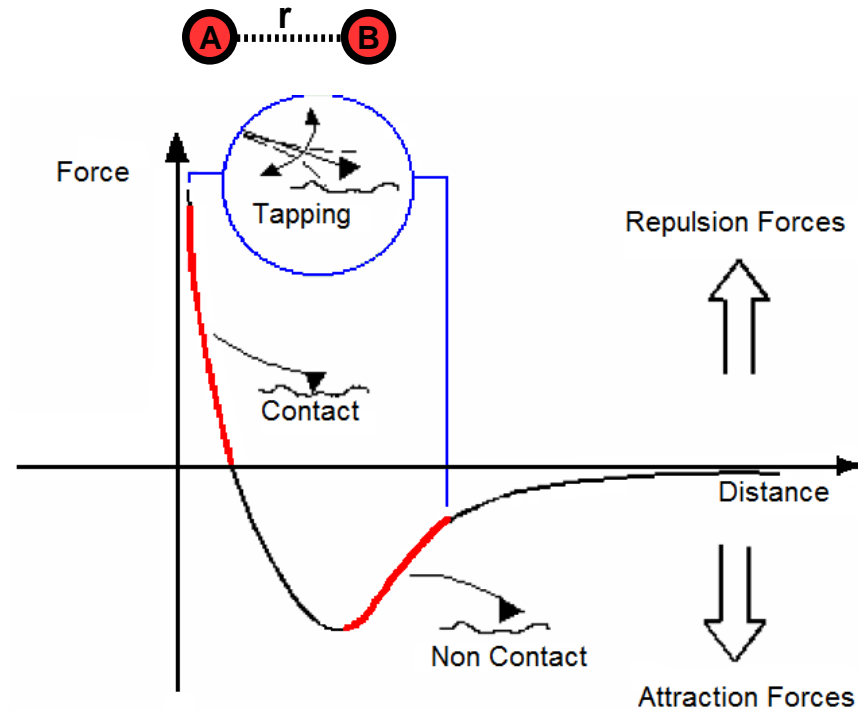 r
A
B
Force
Tapping
Repulsion Forces
Contact
Distance
Non Contact
Attraction Forces